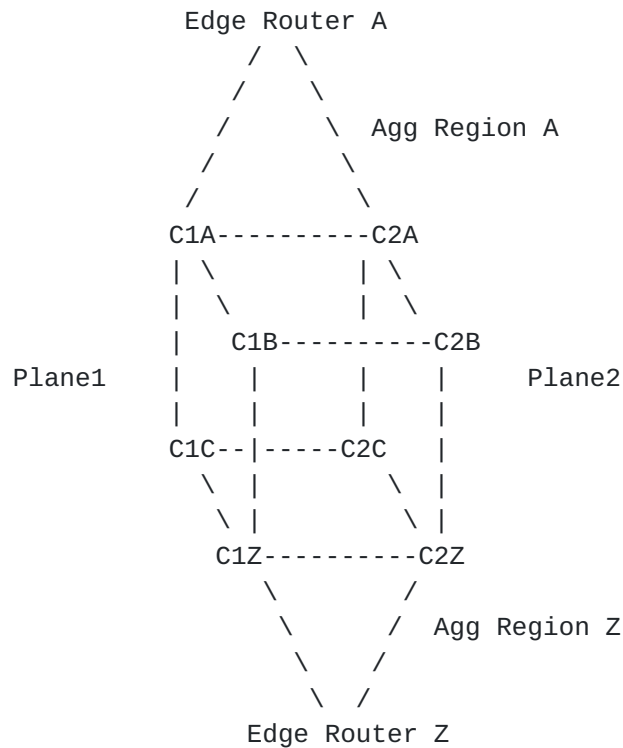 Edge Router A
Agg Region A
C1A----------C2A
C1B----------C2B
Plane1 Plane2
C1C--|-----C2C
C1Z----------C2Z
Agg Region Z
Edge Router Z